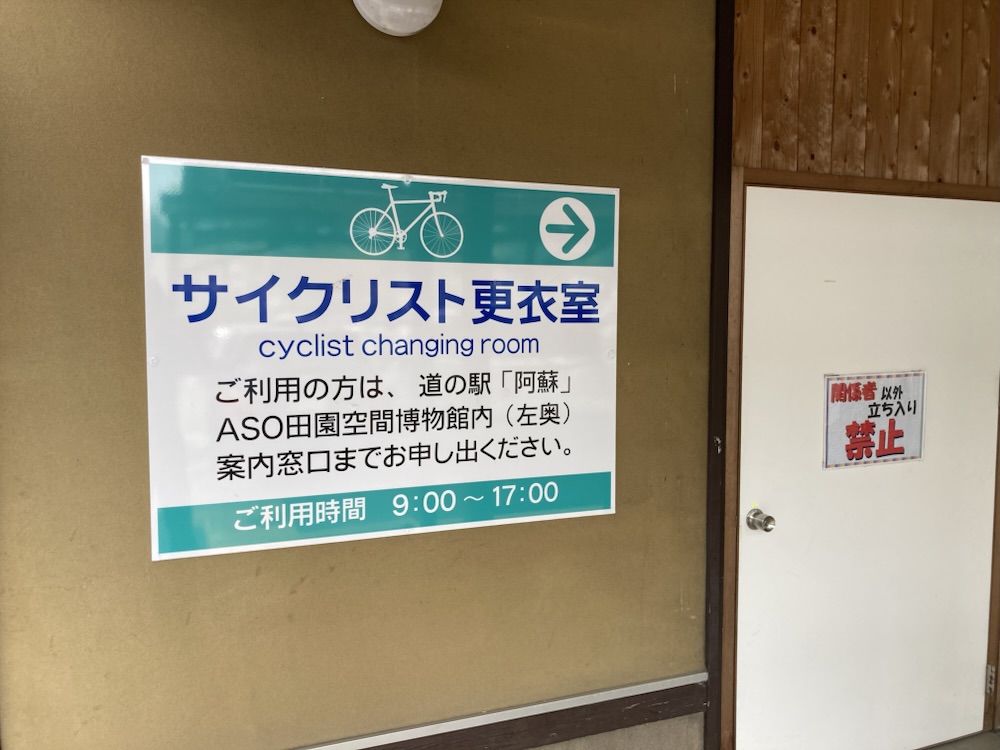 サイクリスト更衣室
cyclist changing room
ご利用の方は、道の駅「阿蘇」
ASO田園空間博物館内（左奥）
案内窓口までお申し出ください。
ご利用時間 9:00～17:00
関係者 以外
立ち入り
禁止